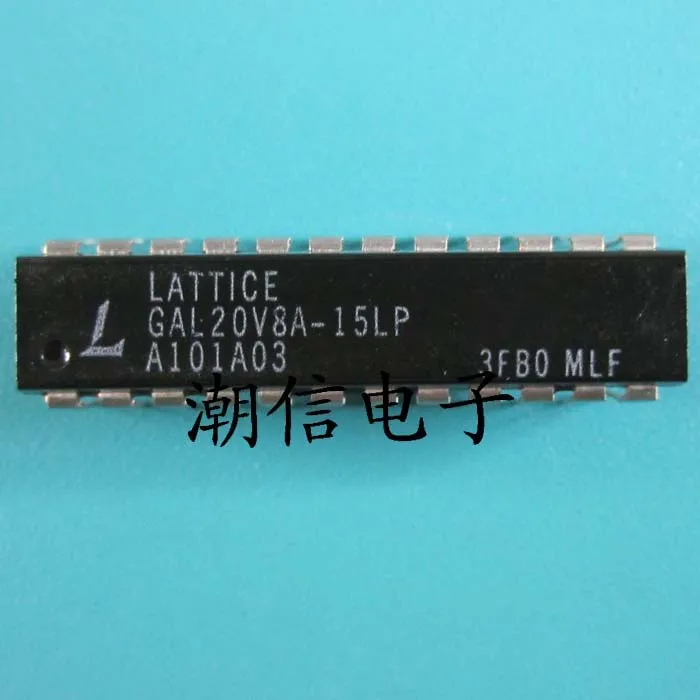 LATTICE
GAL20V8A-15LP
A101A03 3FB0 MLF
潮信电子